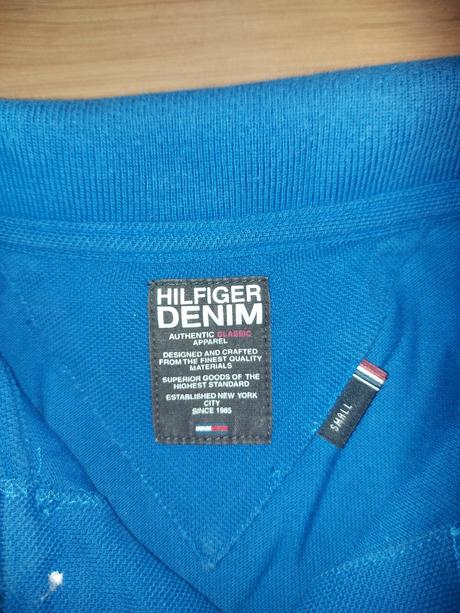 HILFIGER
DENIM
AUTHENTIC CLASSIC
APPAREL
DESIGNED AND CRAFTED
FROM THE FINEST QUALITY
MATERIALS
SUPERIOR GOODS OF THE
HIGHEST STANDARD
ESTABLISHED NEW YORK
CITY
SINCE 1985
SMALL